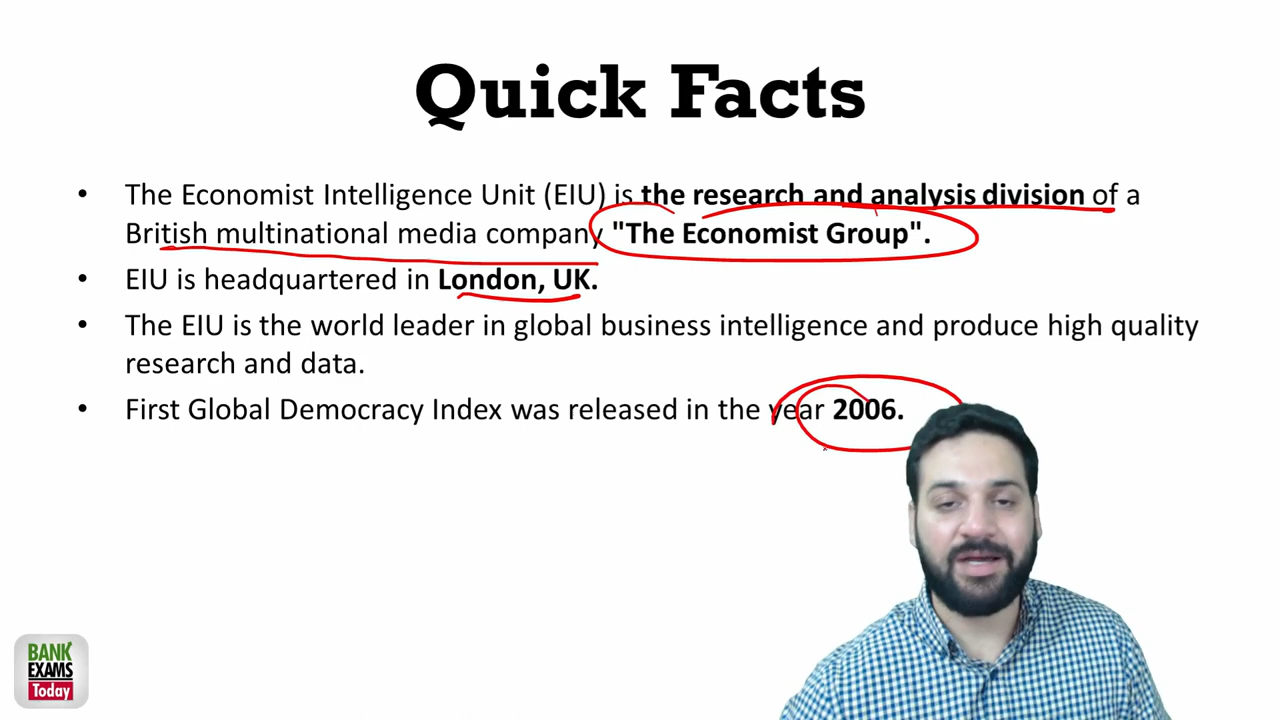 Quick Facts
• The Economist Intelligence Unit (EIU) is the research and analysis division of a
British multinational media company "The Economist Group".
• EIU is headquartered in London, UK.
• The EIU is the world leader in global business intelligence and produce high quality
research and data.
• First Global Democracy Index was released in the year 2006.
BANK
EXAMS
Today